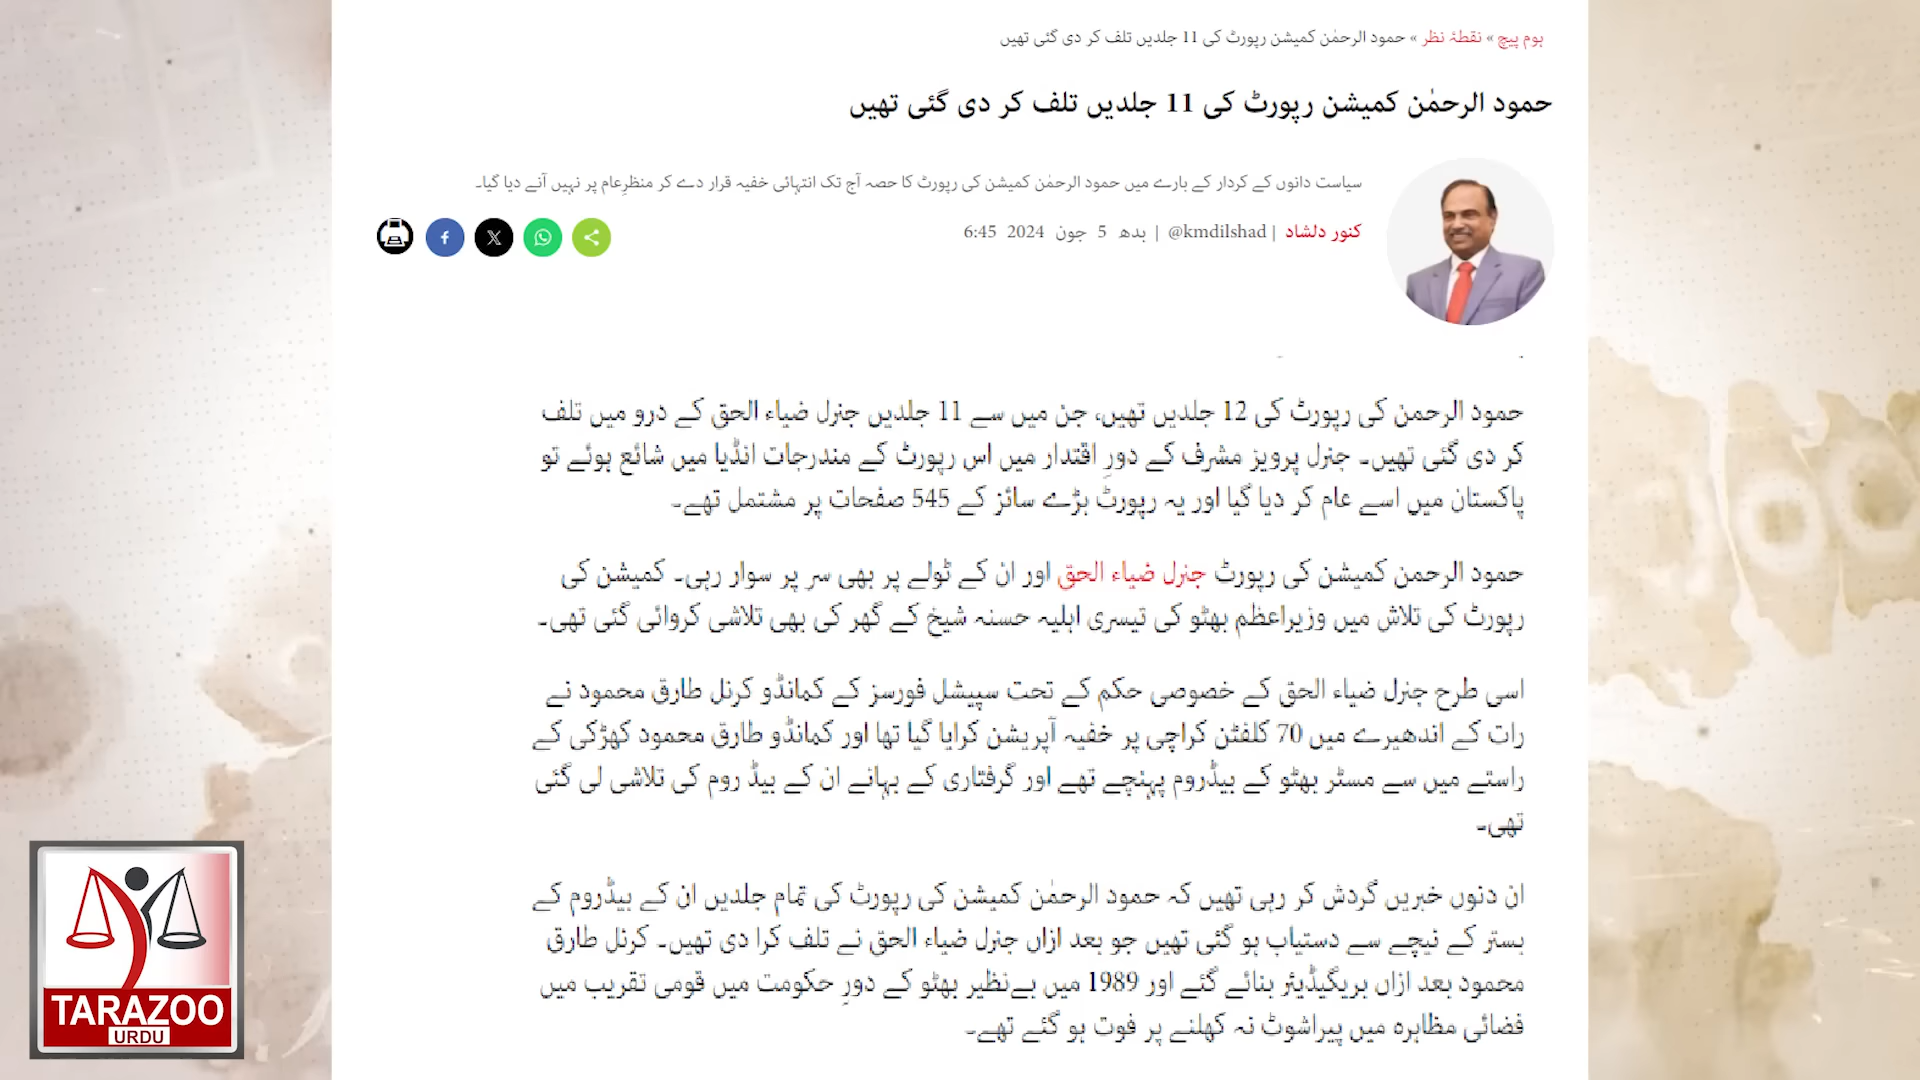 ہوم پیج » نقطۂ نظر » حمود الرحمٰن کمیشن رپورٹ کی 11 جلدیں تلف کر دی گئی تھیں
حمود الرحمٰن کمیشن رپورٹ کی 11 جلدیں تلف کر دی گئی تھیں
سیاست دانوں کے کردار کے بارے میں حمود الرحمٰن کمیشن کی رپورٹ کا حصہ آج تک انتہائی خفیہ قرار دے کر منظرِعام پر نہیں آنے دیا گیا۔
کنور دلشاد | @kmdilshad | بدھ 5 جون 2024 6:45
حمود الرحمن کی رپورٹ کی 12 جلدیں تھیں، جن میں سے 11 جلدیں جنرل ضیاء الحق کے درو میں تلف
کر دی گئی تھیں۔ جنرل پرویز مشرف کے دورِ اقتدار میں اس رپورٹ کے مندرجات انڈیا میں شائع ہوئے تو
پاکستان میں اسے عام کر دیا گیا اور یہ رپورٹ بڑے سائز کے 545 صفحات پر مشتمل تھے۔
حمود الرحمن کمیشن کی رپورٹ جنرل ضیاء الحق اور ان کے ٹولے پر بھی سر پر سوار رہی۔ کمیشن کی
رپورٹ کی تلاش میں وزیراعظم بھٹو کی تیسری اہلیہ حسنہ شیخ کے گھر کی بھی تلاشی کروائی گئی تھی۔
اسی طرح جنرل ضیاء الحق کے خصوصی حکم کے تحت سپیشل فورسز کے کمانڈو کرنل طارق محمود نے
رات کے اندھیرے میں 70 کلفٹن کراچی پر خفیہ آپریشن کرایا گیا تھا اور کمانڈو طارق محمود کھڑکی کے
راستے میں سے مسٹر بھٹو کے بیڈروم پہنچے تھے اور گرفتاری کے بہانے ان کے بیڈ روم کی تلاشی لی گئی
تھی۔
ان دنوں خبریں گردش کر رہی تھیں کہ حمود الرحمٰن کمیشن کی رپورٹ کی تمام جلدیں ان کے بیڈروم کے
بستر کے نیچے سے دستیاب ہو گئی تھیں جو بعد ازاں جنرل ضیاء الحق نے تلف کرا دی تھیں۔ کرنل طارق
محمود بعد ازاں بریگیڈیئر بنائے گئے اور 1989 میں بےنظیر بھٹو کے دورِ حکومت میں قومی تقریب میں
فضائی مظاہرہ میں پیراشوٹ نہ کھلنے پر فوت ہو گئے تھے۔
TARAZOO
URDU